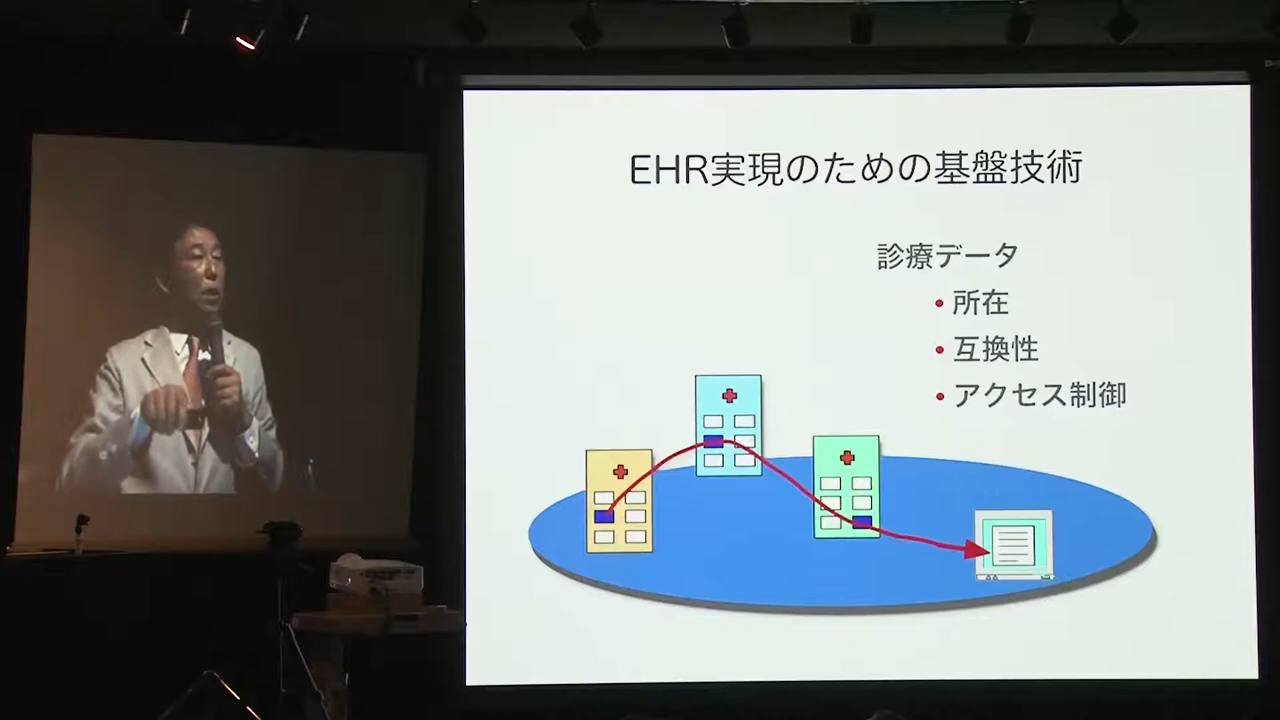 EHR実現のための基盤技術
診療データ
• 所在
• 互換性
• アクセス制御